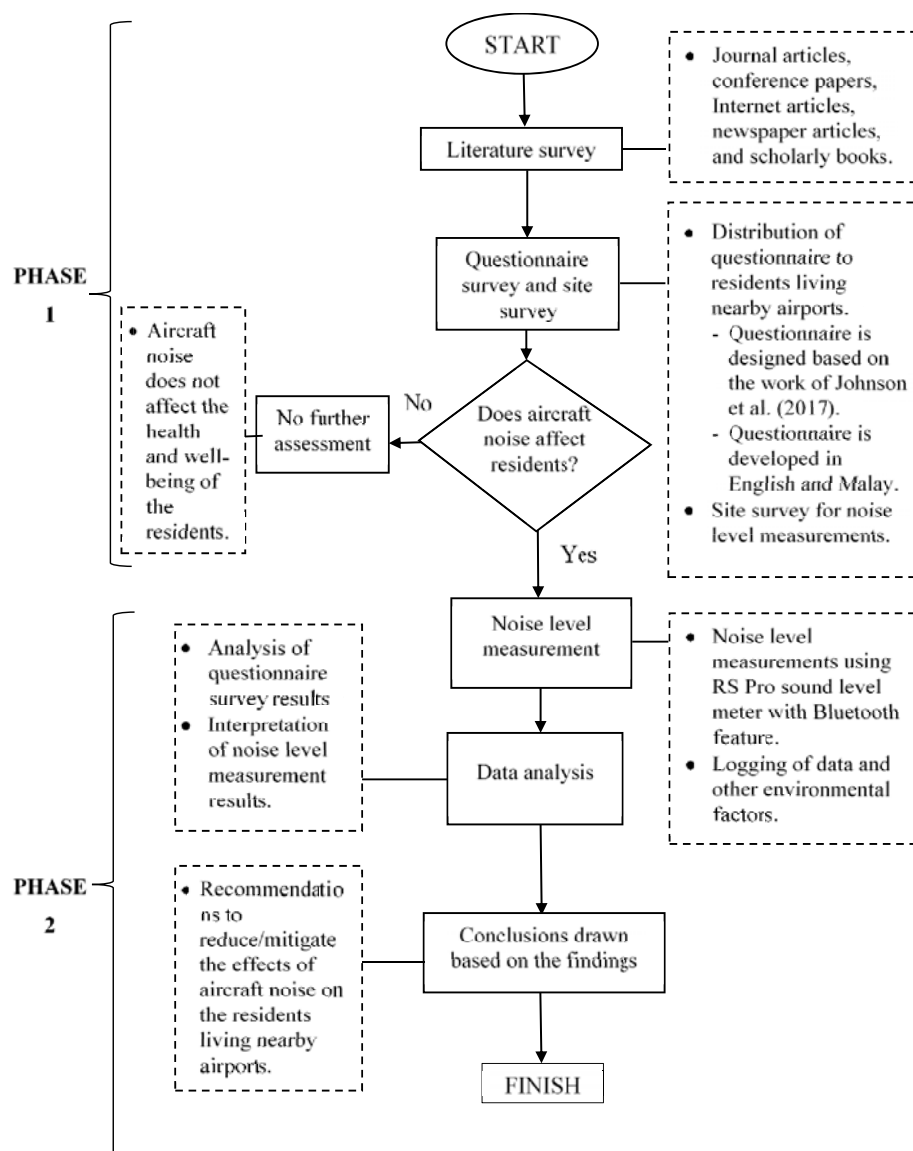 START
● Journal articles,
conference papers,
Internet articles,
newspaper articles,
and scholarly books.
Literature survey
PHASE
1
Questionnaire
survey and site
survey
● Distribution of
questionnaire to
residents living
nearby airports.
- Questionnaire is
designed based on
the work of Johnson
et al. (2017).
- Questionnaire is
developed in
English and Malay.
● Site survey for noise
level measurements.
Does aircraft
noise affect
residents?
No
No further
assessment
● Aircraft
noise
does not
affect the
health
and well-
being of
the
residents.
Yes
PHASE
2
Noise level
measurement
● Noise level
measurements using
RS Pro sound level
meter with Bluetooth
feature.
● Logging of data and
other environmental
factors.
Data analysis
● Analysis of
questionnaire
survey results
● Interpretation
of noise level
measurement
results.
Conclusions drawn
based on the findings
● Recommendatio
ns to
reduce/mitigate
the effects of
aircraft noise on
the residents
living nearby
airports.
FINISH